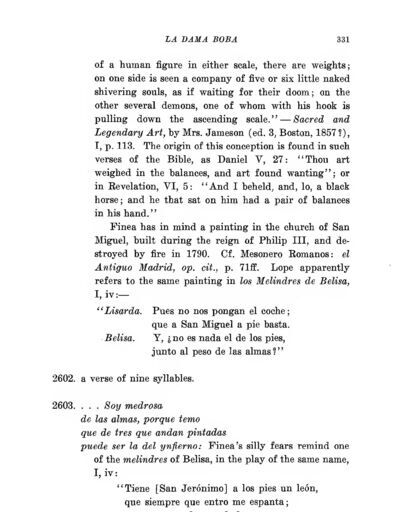 LA DAMA BOBA 331
of a human figure in either scale, there are weights;
on one side is seen a company of five or six little naked
shivering souls, as if waiting for their doom; on the
other several demons, one of whom with his hook is
pulling down the ascending scale."—Sacred and
Legendary Art, by Mrs. Jameson (ed. 3, Boston, 1857?),
I, p. 113. The origin of this conception is found in such
verses of the Bible, as Daniel V, 27: "Thou art
weighed in the balances, and art found wanting"; or
in Revelation, VI, 5: "And I beheld, and, lo, a black
horse; and he that sat on him had a pair of balances
in his hand."
Finea has in mind a painting in the church of San
Miguel, built during the reign of Philip III, and de-
stroyed by fire in 1790. Cf. Mesonero Romanos: el
Antiguo Madrid, op. cit., p. 71ff. Lope apparently
refers to the same painting in los Melindres de Belisa,
I, iv:—
"Lisarda. Pues no nos pongan el coche;
que a San Miguel a pie basta.
Belisa. Y, ¿no es nada el de los pies,
junto al peso de las almas?"
2602. a verse of nine syllables.
2603. . . . Soy medrosa
de las almas, porque temo
que de tres que andan pintadas
puede ser la del ynfierno: Finea's silly fears remind one
of the melindres of Belisa, in the play of the same name,
I, iv:
"Tiene [San Jerónimo] a los pies un león,
que siempre que entro me espanta;